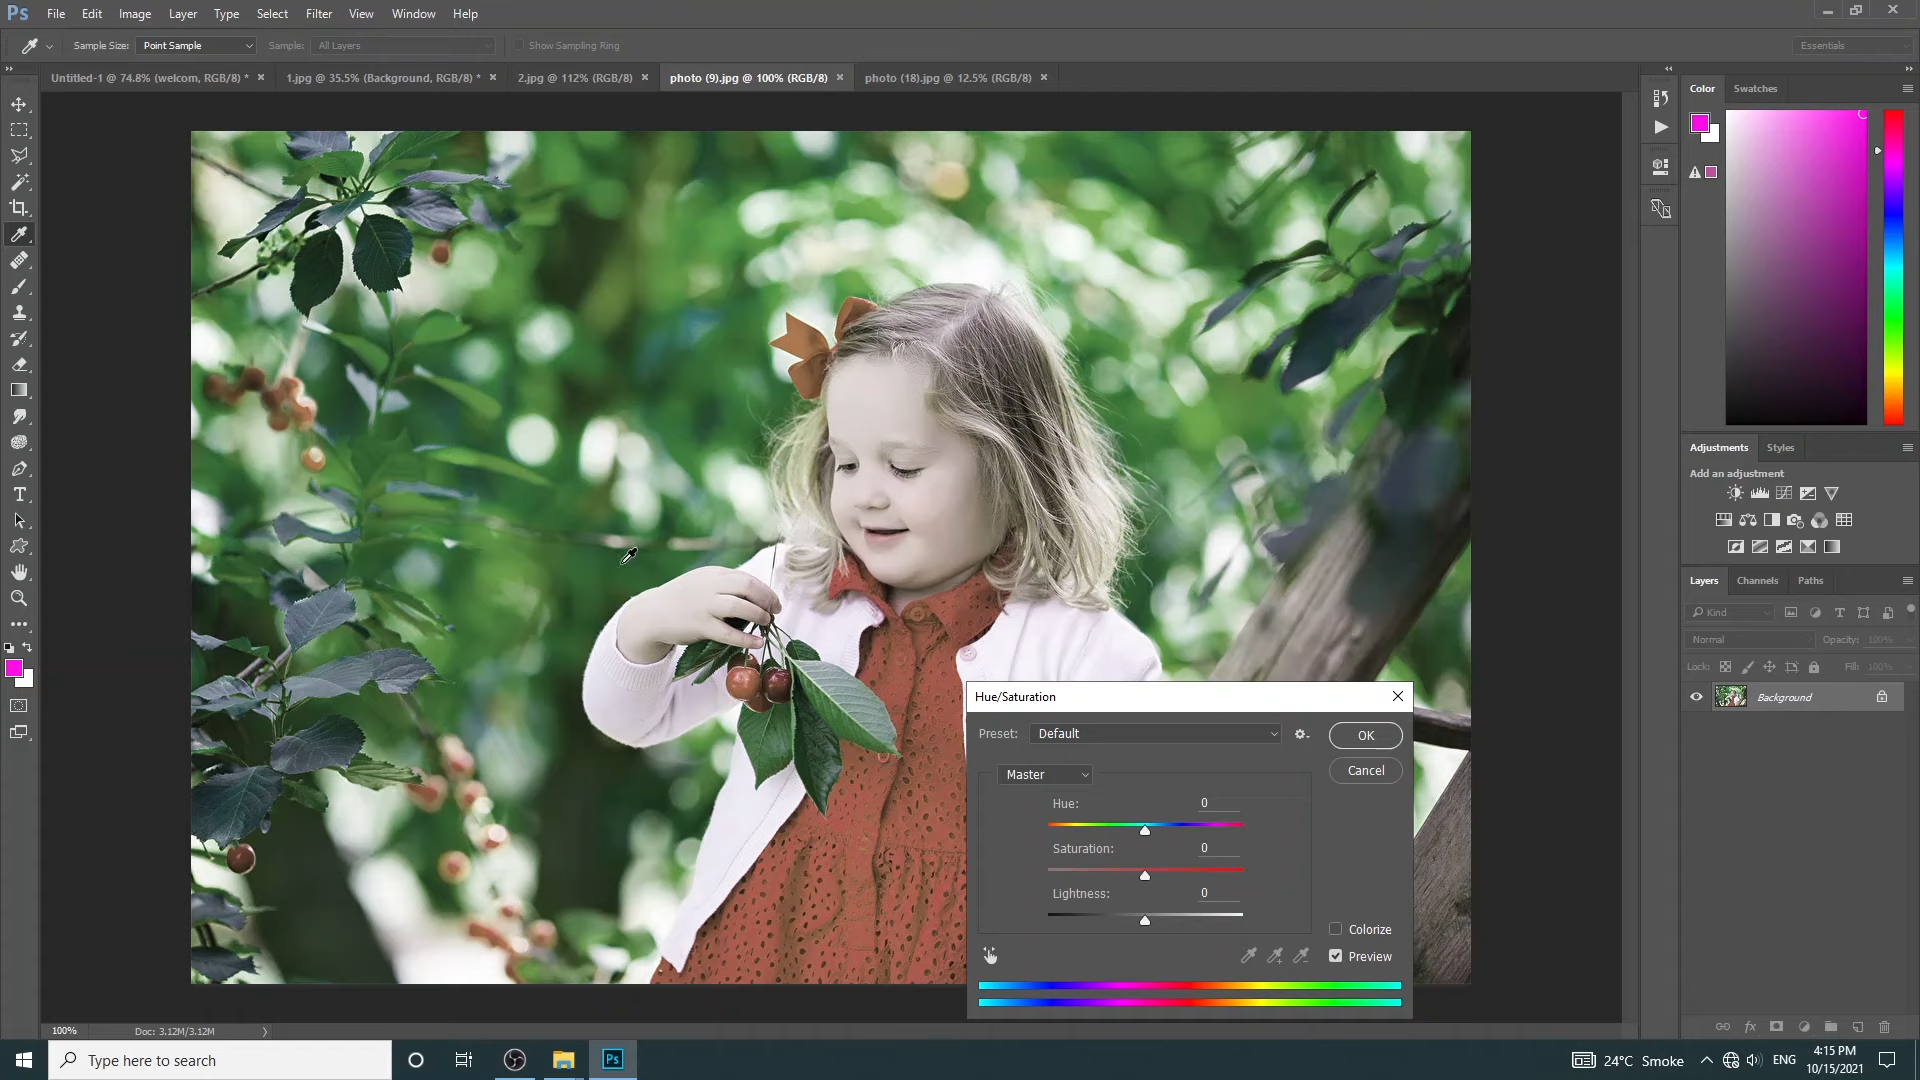 Ps File Edit Image Layer Type Select Filter View Window Help
Sample Size: Point Sample Sample: All Layers Show Sampling Ring Essentials
Untitled-1 @ 74.8% (welcom, RGB/8) * 1.jpg @ 35.5% (Background, RGB/8) * 2.jpg @ 112% (RGB/8) photo (9).jpg @ 100% (RGB/8) photo (18).jpg @ 12.5% (RGB/8)
Color Swatches
Adjustments Styles
Add an adjustment
Layers Channels Paths
Kind
Normal Opacity: 100%
Lock: Fill: 100%
Background
Hue/Saturation
Preset: Default OK
Master Cancel
Hue: 0
Saturation: 0
Lightness: 0
Colorize
Preview
100% Doc: 3.12M/3.12M
Type here to search Ps 24°C Smoke ENG 4:15 PM
10/15/2021